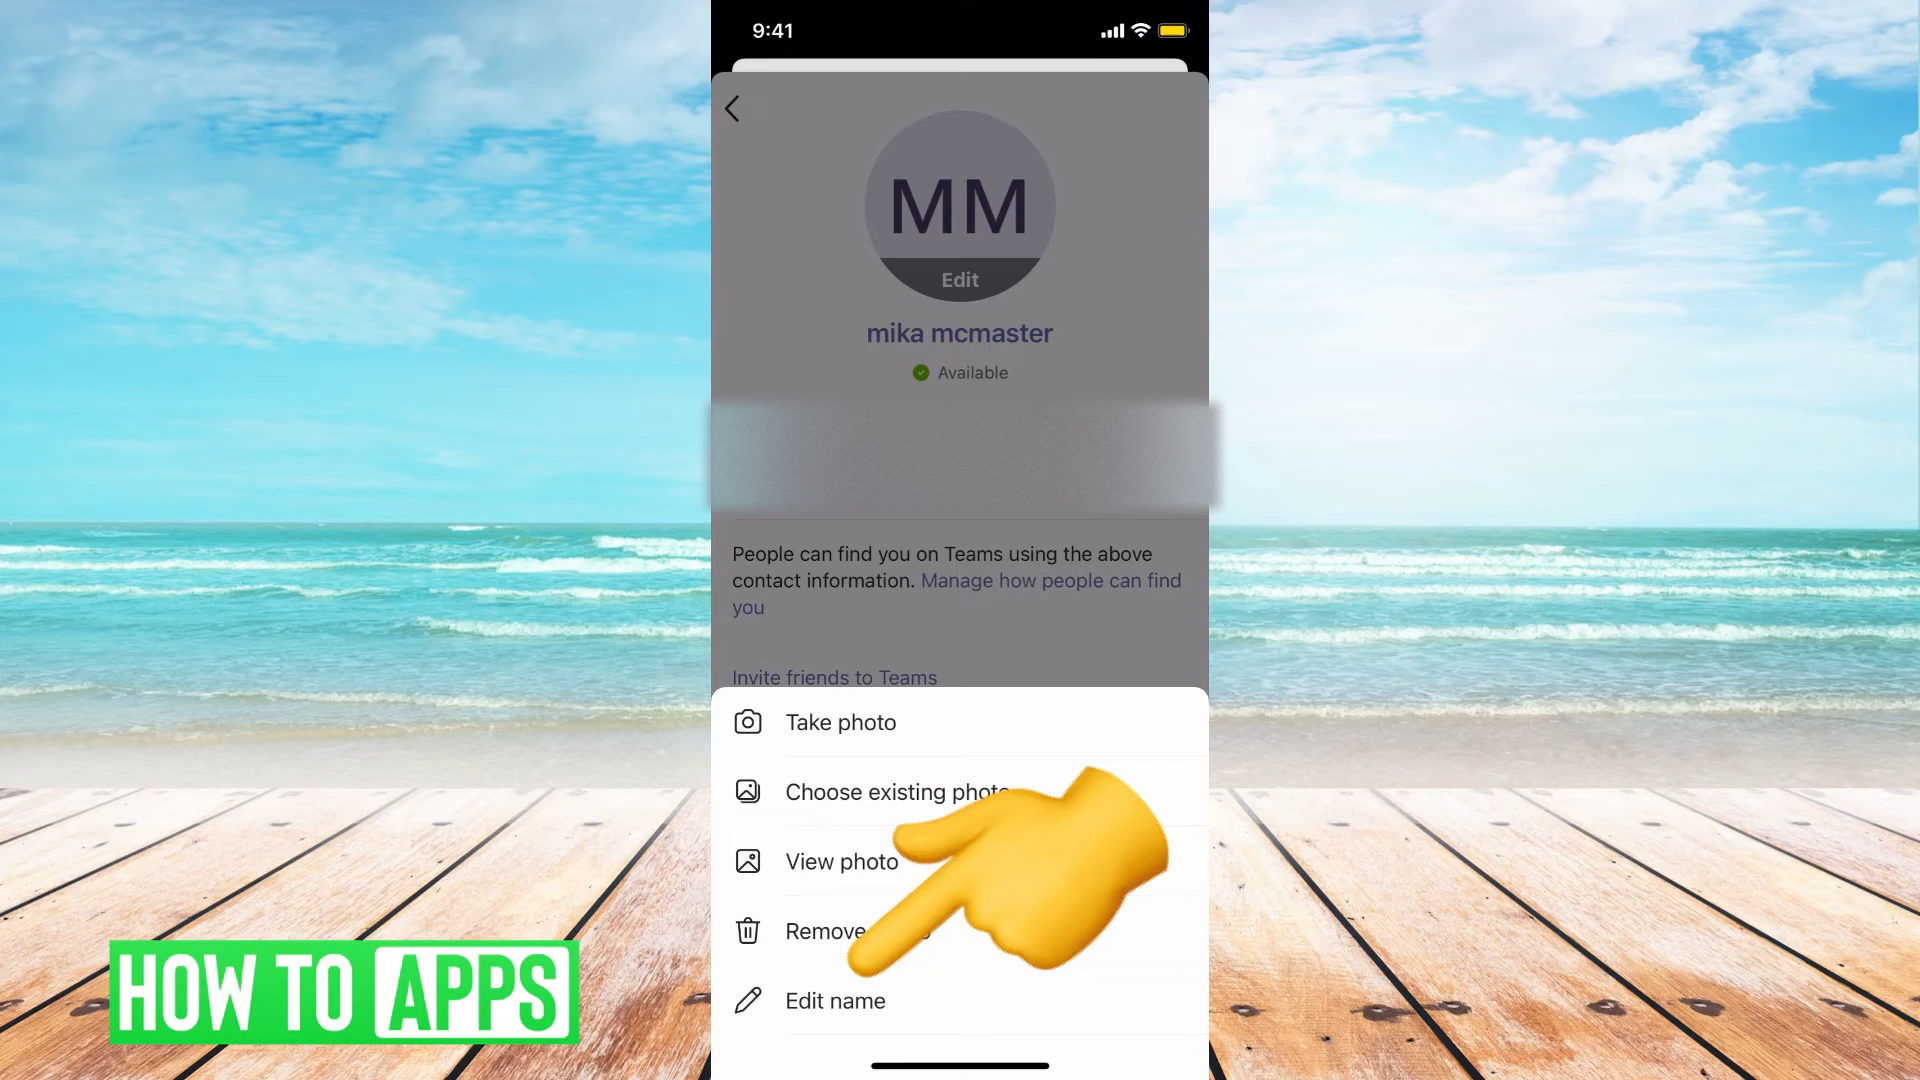 9:41
MM
Edit
mika mcmaster
Available
People can find you on Teams using the above
contact information. Manage how people can find
you
Invite friends to Teams
Take photo
Choose existing photo
View photo
Remove
Edit name
HOW TO APPS